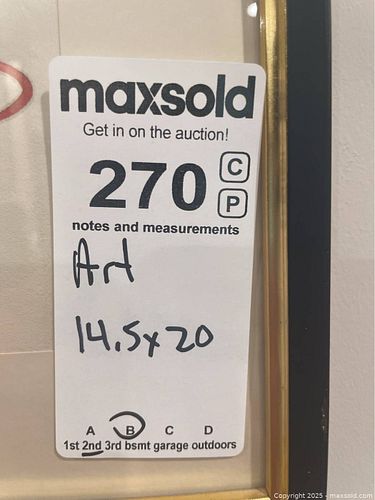 maxsold
Get in on the auction!
270 C
P
notes and measurements
Art
14.5x20
A B C D
1st 2nd 3rd bsmt garage outdoors
Copyright 2025 - maxsold.com